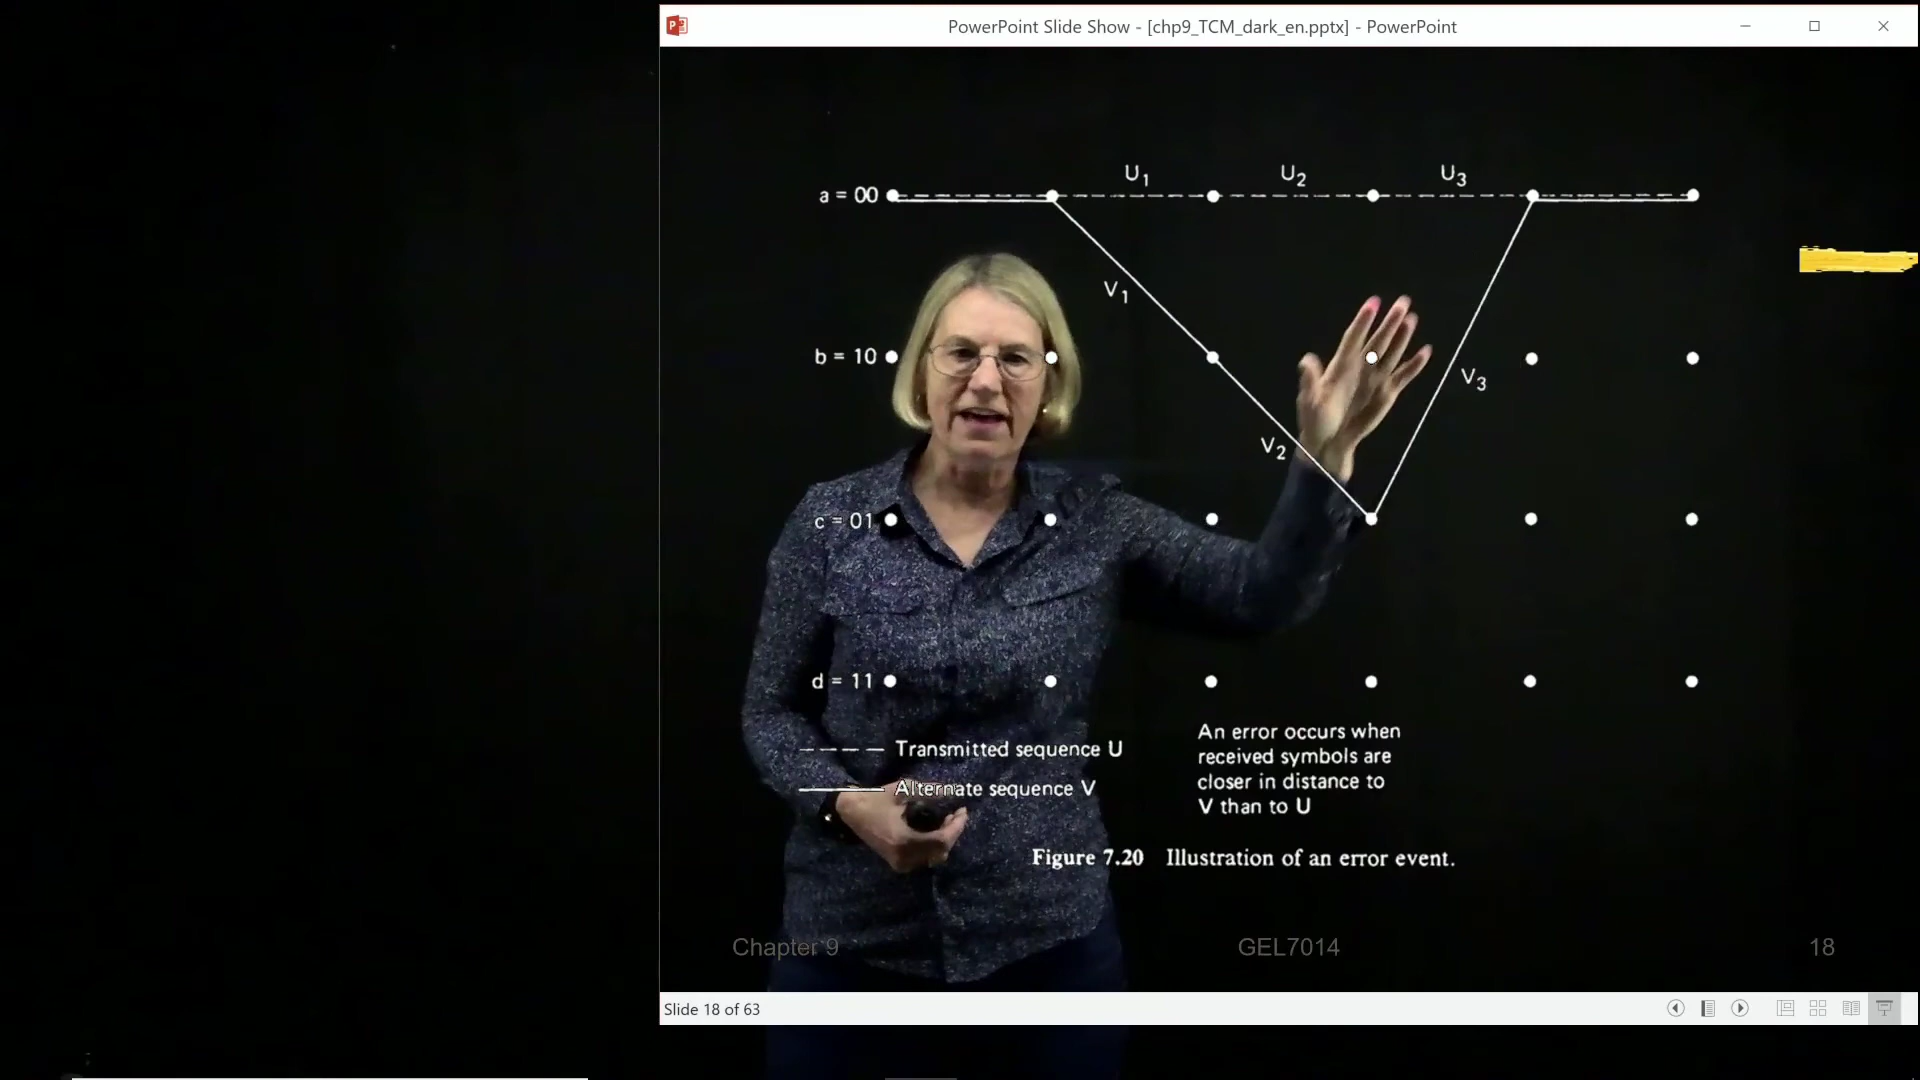 PowerPoint Slide Show - [chp9_TCM_dark_en.pptx] - PowerPoint
U1 U2 U3
a = 00
V1
b = 10
V3
V2
c = 01
d = 11
Transmitted sequence U
Alternate sequence V
An error occurs when
received symbols are
closer in distance to
V than to U
Figure 7.20 Illustration of an error event.
Chapter 9 GEL7014 18
Slide 18 of 63